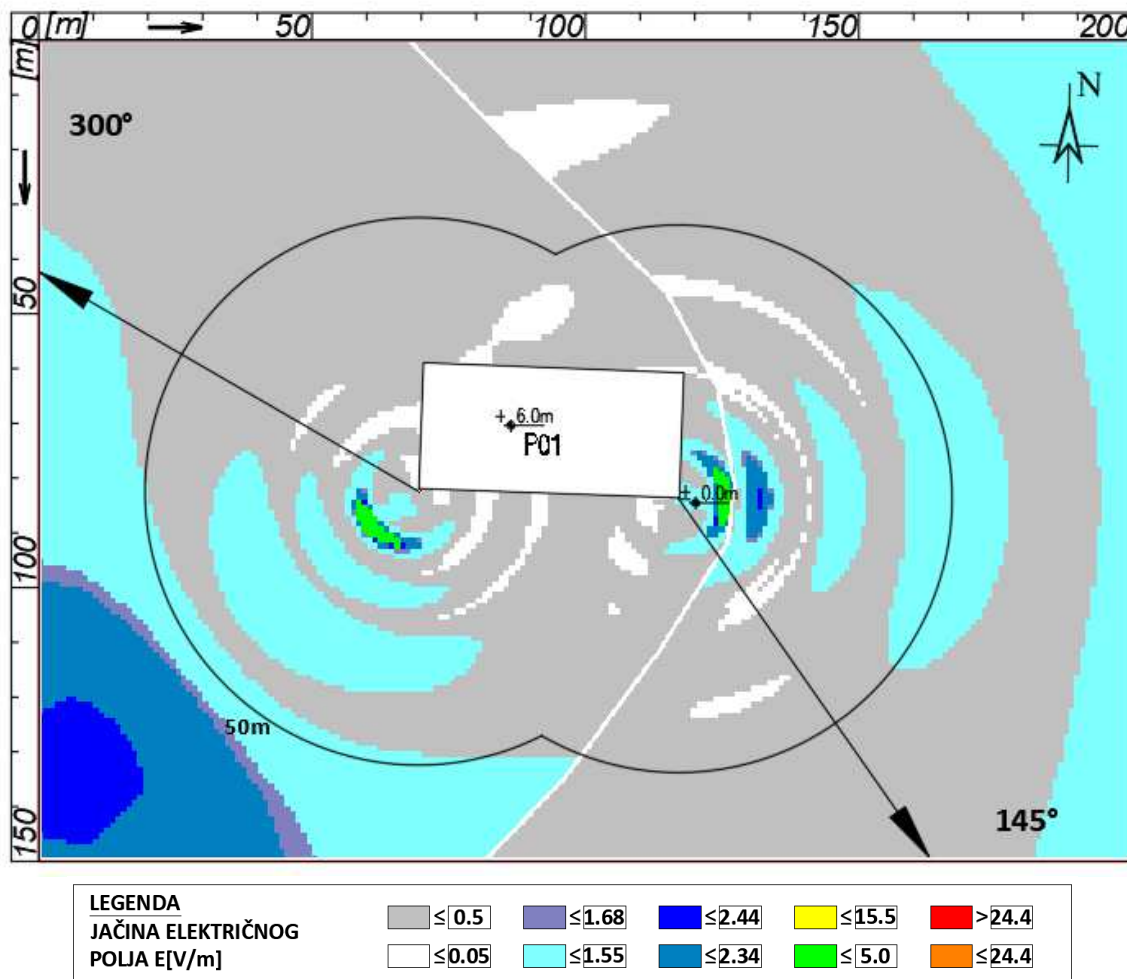 0 [m] 50 100 150 200
[m]
300°
N
50
+ 6.0m
P01
± 0.0m
100
50m
150
145°
LEGENDA
JAČINA ELEKTRIČNOG
POLJA E[V/m]
≤ 0.5 ≤1.68 ≤2.44 ≤15.5 >24.4
≤0.05 ≤1.55 ≤2.34 ≤ 5.0 ≤24.4